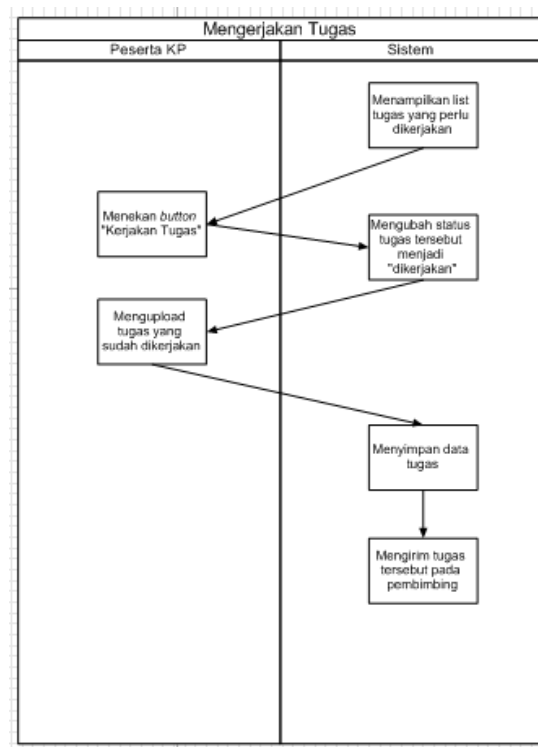 Mengerjakan Tugas
Peserta KP
Sistem
Menampilkan list
tugas yang perlu
dikerjakan
Menekan button
"Kerjakan Tugas"
Mengubah status
tugas tersebut
menjadi
"dikerjakan"
Mengupload
tugas yang
sudah dikerjakan
Menyimpan data
tugas
Mengirim tugas
tersebut pada
pembimbing